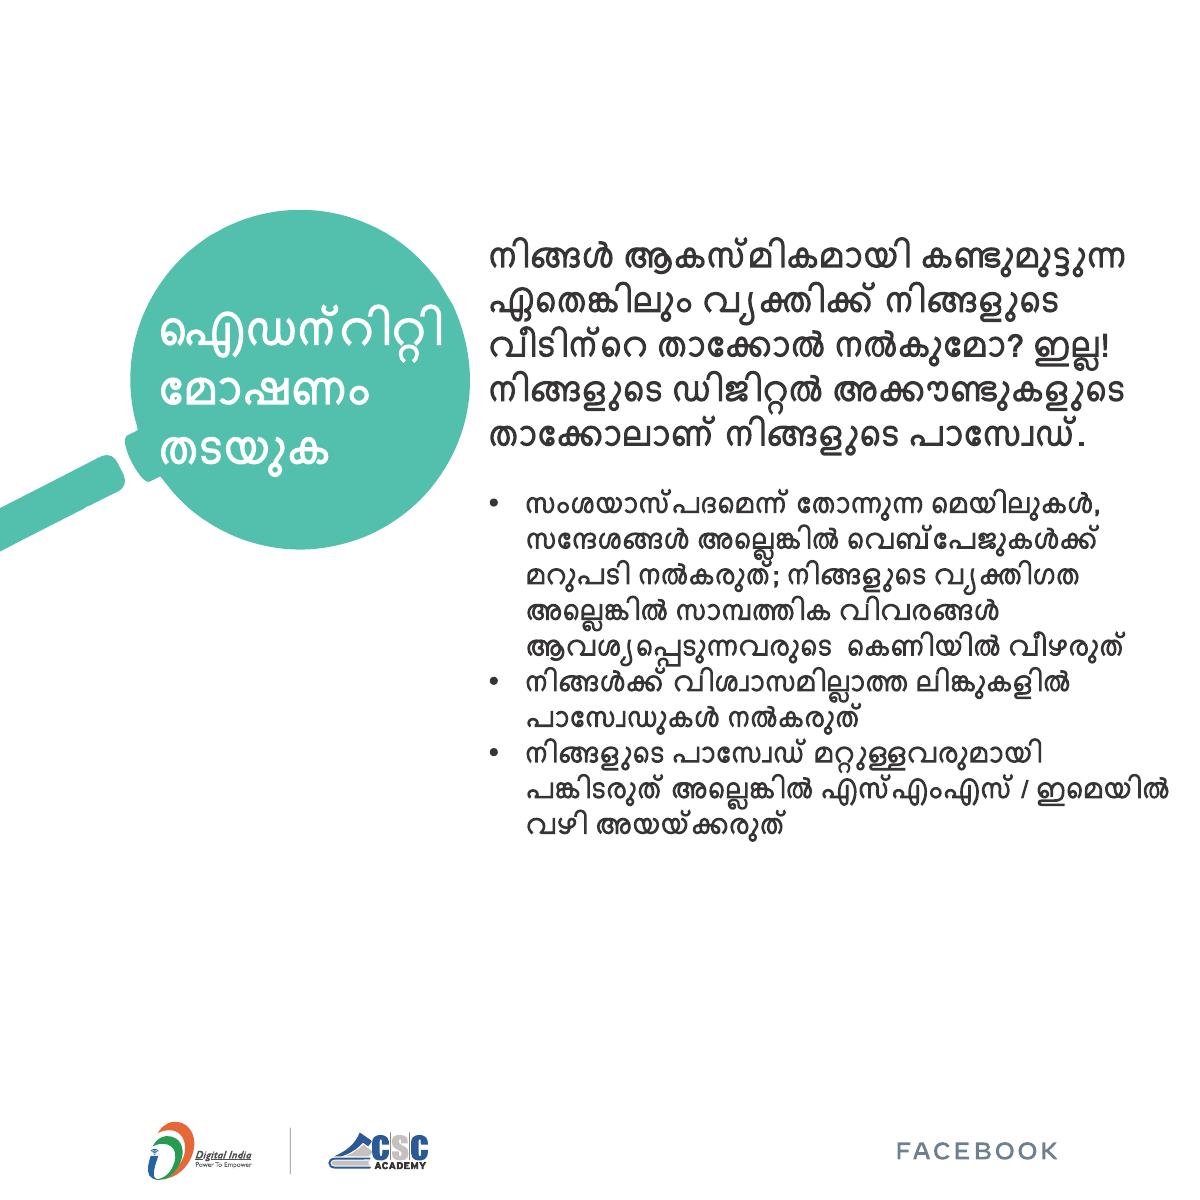 ഐഡന്റിറ്റി
മോഷണം
തടയുക
നിങ്ങൾ ആകസ്മികമായി കണ്ടുമുട്ടുന്ന
ഏതെങ്കിലും വ്യക്തിക്ക് നിങ്ങളുടെ
വീടിന്റെ താക്കോൽ നൽകുമോ? ഇല്ല!
നിങ്ങളുടെ ഡിജിറ്റൽ അക്കൗണ്ടുകളുടെ
താക്കോലാണ് നിങ്ങളുടെ പാസ്വേഡ്.
• സംശയാസ്പദമെന്ന് തോന്നുന്ന മെയിലുകൾ,
സന്ദേശങ്ങൾ അല്ലെങ്കിൽ വെബ്പേജുകൾക്ക്
മറുപടി നൽകരുത്; നിങ്ങളുടെ വ്യക്തിഗത
അല്ലെങ്കിൽ സാമ്പത്തിക വിവരങ്ങൾ
ആവശ്യപ്പെടുന്നവരുടെ കെണിയിൽ വീഴരുത്
• നിങ്ങൾക്ക് വിശ്വാസമില്ലാത്ത ലിങ്കുകളിൽ
പാസ്വേഡുകൾ നൽകരുത്
• നിങ്ങളുടെ പാസ്വേഡ് മറ്റുള്ളവരുമായി
പങ്കിടരുത് അല്ലെങ്കിൽ എസ്എംഎസ് / ഇമെയിൽ
വഴി അയയ്ക്കരുത്
Digital India
Power To Empower
CSC
ACADEMY
FACEBOOK